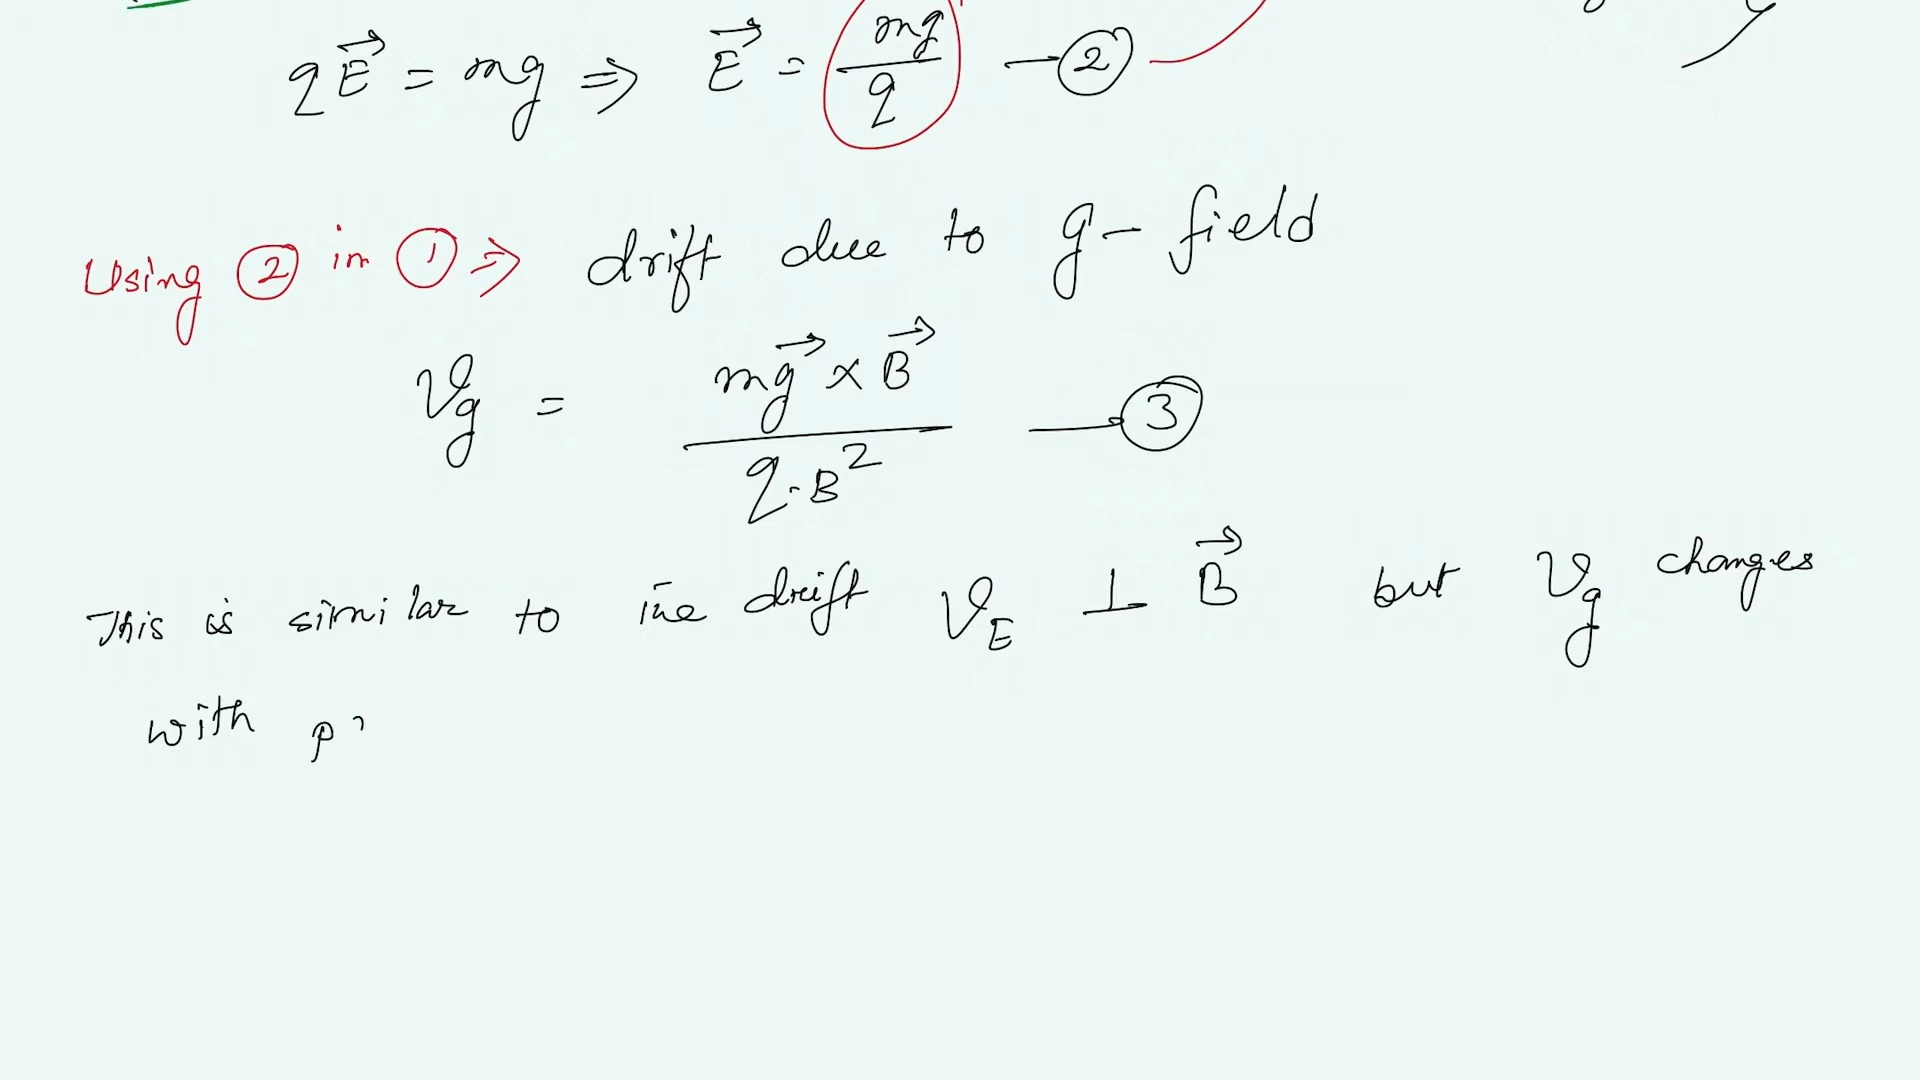 qE⃗ = mg ⇒ E⃗ = mg/q —②
Using ② in ① ⇒ drift due to g-field
V_g = (mg⃗ × B⃗)/(q·B²) —③
This is similar to the drift V_E ⊥ B⃗ but V_g changes
with p